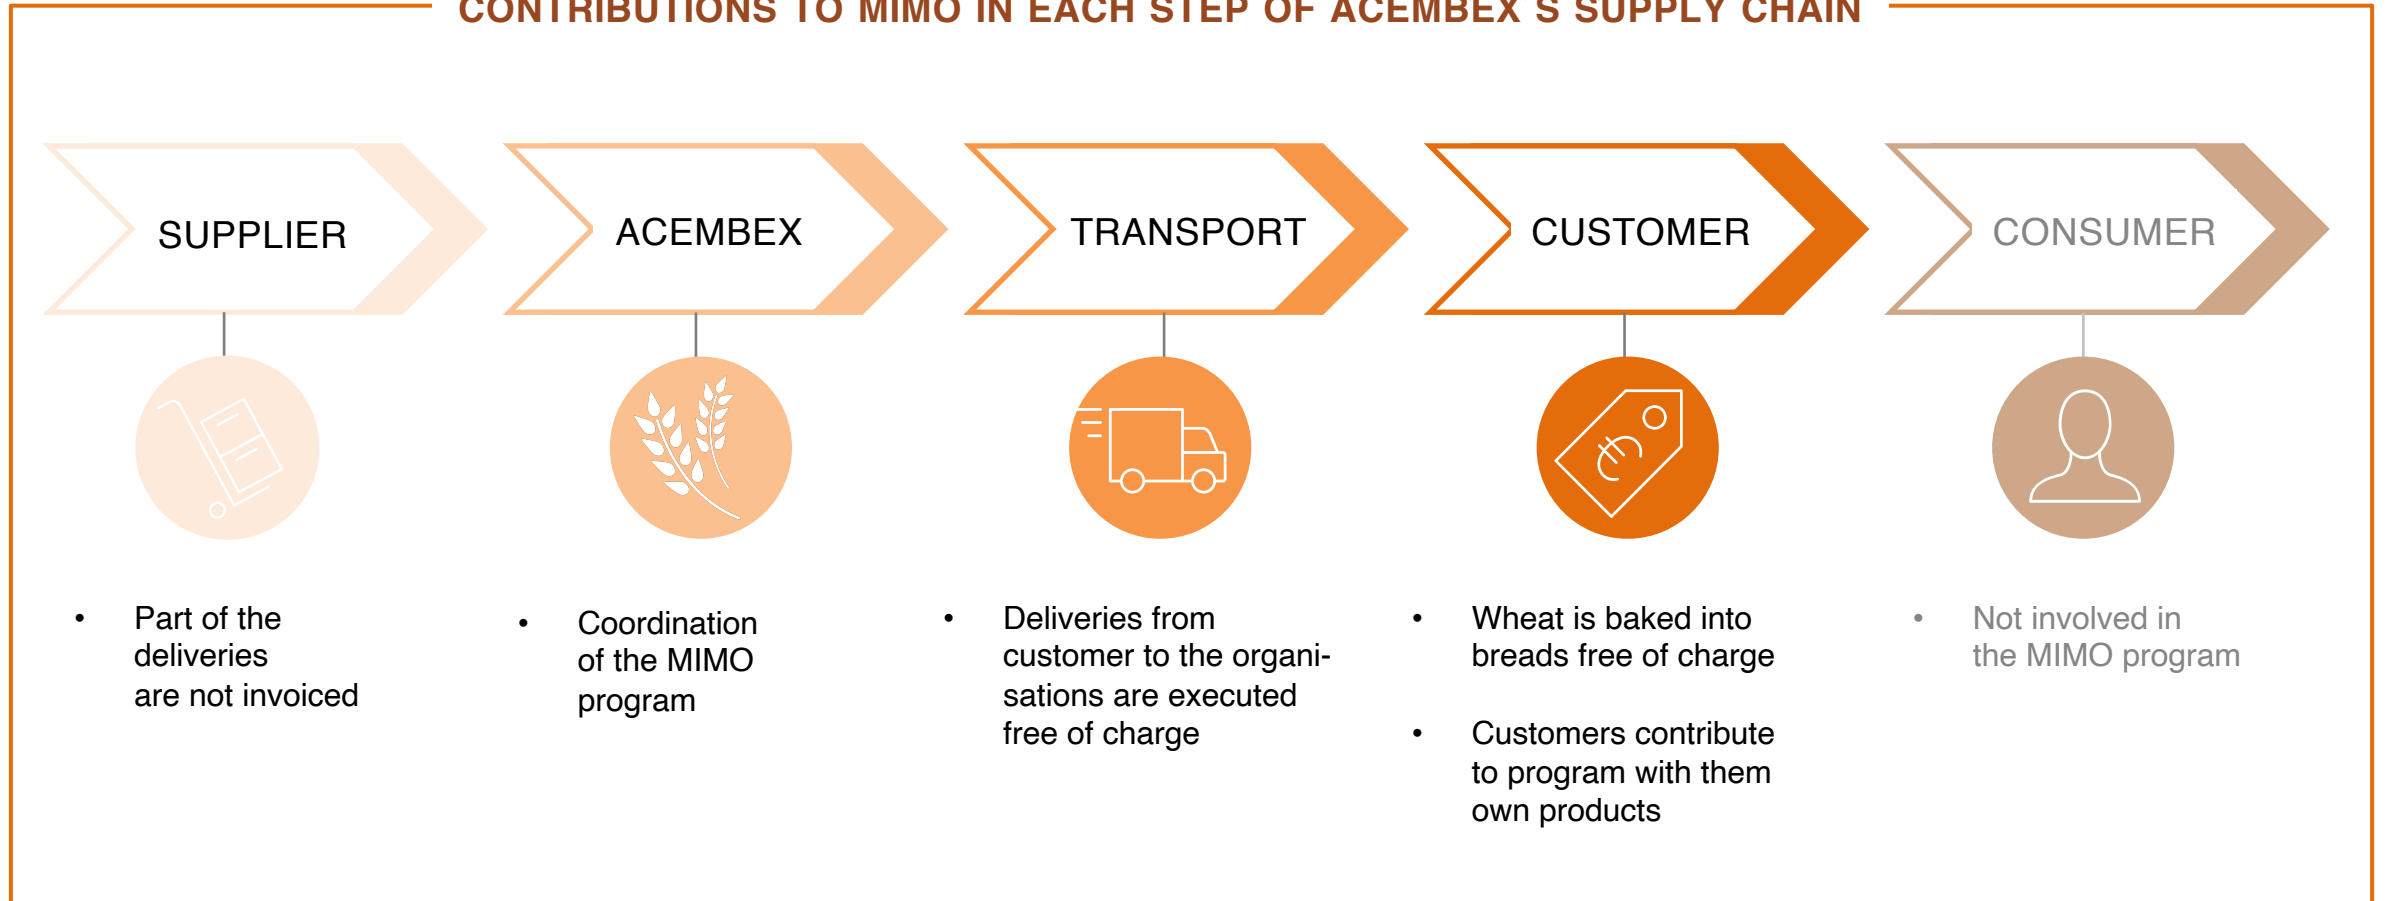 CONTRIBUTIONS TO MIMO IN EACH STEP OF ACEMBEX S SUPPLY CHAIN
SUPPLIER
ACEMBEX
TRANSPORT
CUSTOMER
CONSUMER
• Part of the
deliveries
are not invoiced
• Coordination
of the MIMO
program
• Deliveries from
customer to the organi-
sations are executed
free of charge
• Wheat is baked into
breads free of charge
• Customers contribute
to program with them
own products
• Not involved in
the MIMO program